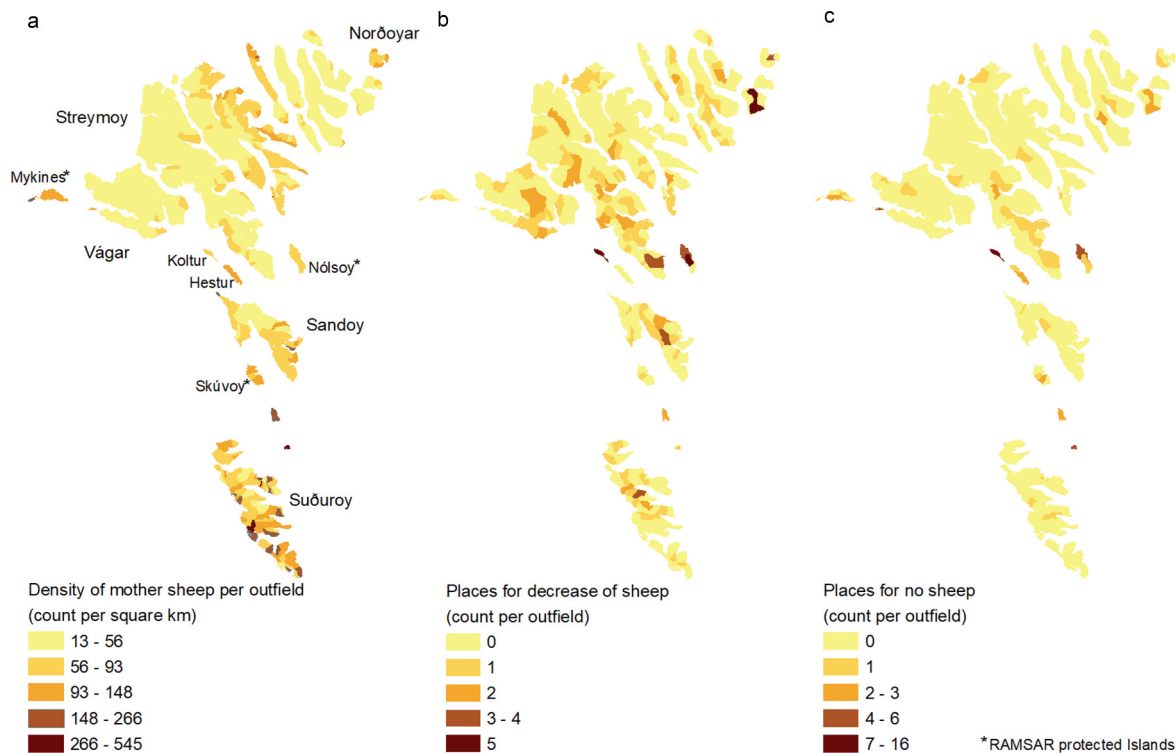 a
Norðoyar
Streymoy
Mykines*
Vágar
Koltur
Nólsoy*
Hestur
Sandoy
Skúvoy*
Suðuroy
Density of mother sheep per outfield
(count per square km)
13 - 56
56 - 93
93 - 148
148 - 266
266 - 545
b
Places for decrease of sheep
(count per outfield)
0
1
2
3 - 4
5
c
Places for no sheep
(count per outfield)
0
1
2 - 3
4 - 6
7 - 16
*RAMSAR protected Islands